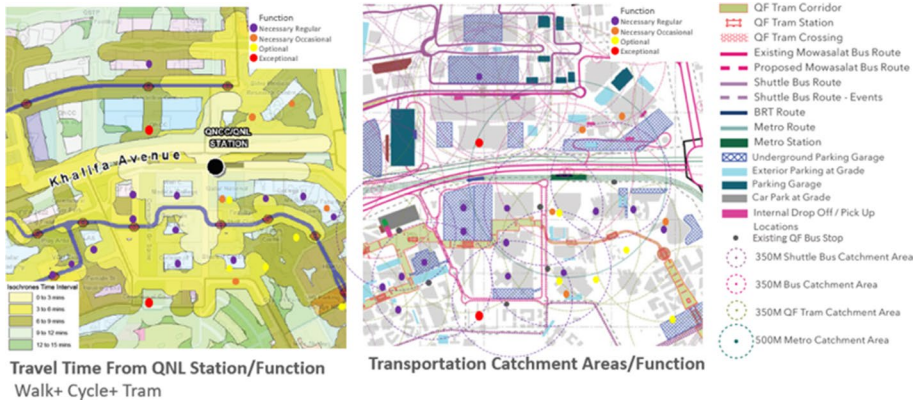 Function
Necessary Regular
Necessary Occasional
Optional
Exceptional
QNCC/QNL
STATION
Khalifa Avenue
Isochrones Time Interval
0 to 3 mins
3 to 6 mins
6 to 9 mins
9 to 12 mins
12 to 15 mins
Travel Time From QNL Station/Function
Walk+ Cycle+ Tram
Function
Necessary Regular
Necessary Occasional
Optional
Exceptional
Transportation Catchment Areas/Function
QF Tram Corridor
QF Tram Station
QF Tram Crossing
Existing Mowasalat Bus Route
Proposed Mowasalat Bus Route
Shuttle Bus Route
Shuttle Bus Route - Events
BRT Route
Metro Route
Metro Station
Underground Parking Garage
Exterior Parking at Grade
Parking Garage
Car Park at Grade
Internal Drop Off / Pick Up
Locations
Existing QF Bus Stop
350M Shuttle Bus Catchment Area
350M Bus Catchment Area
350M QF Tram Catchment Area
500M Metro Catchment Area